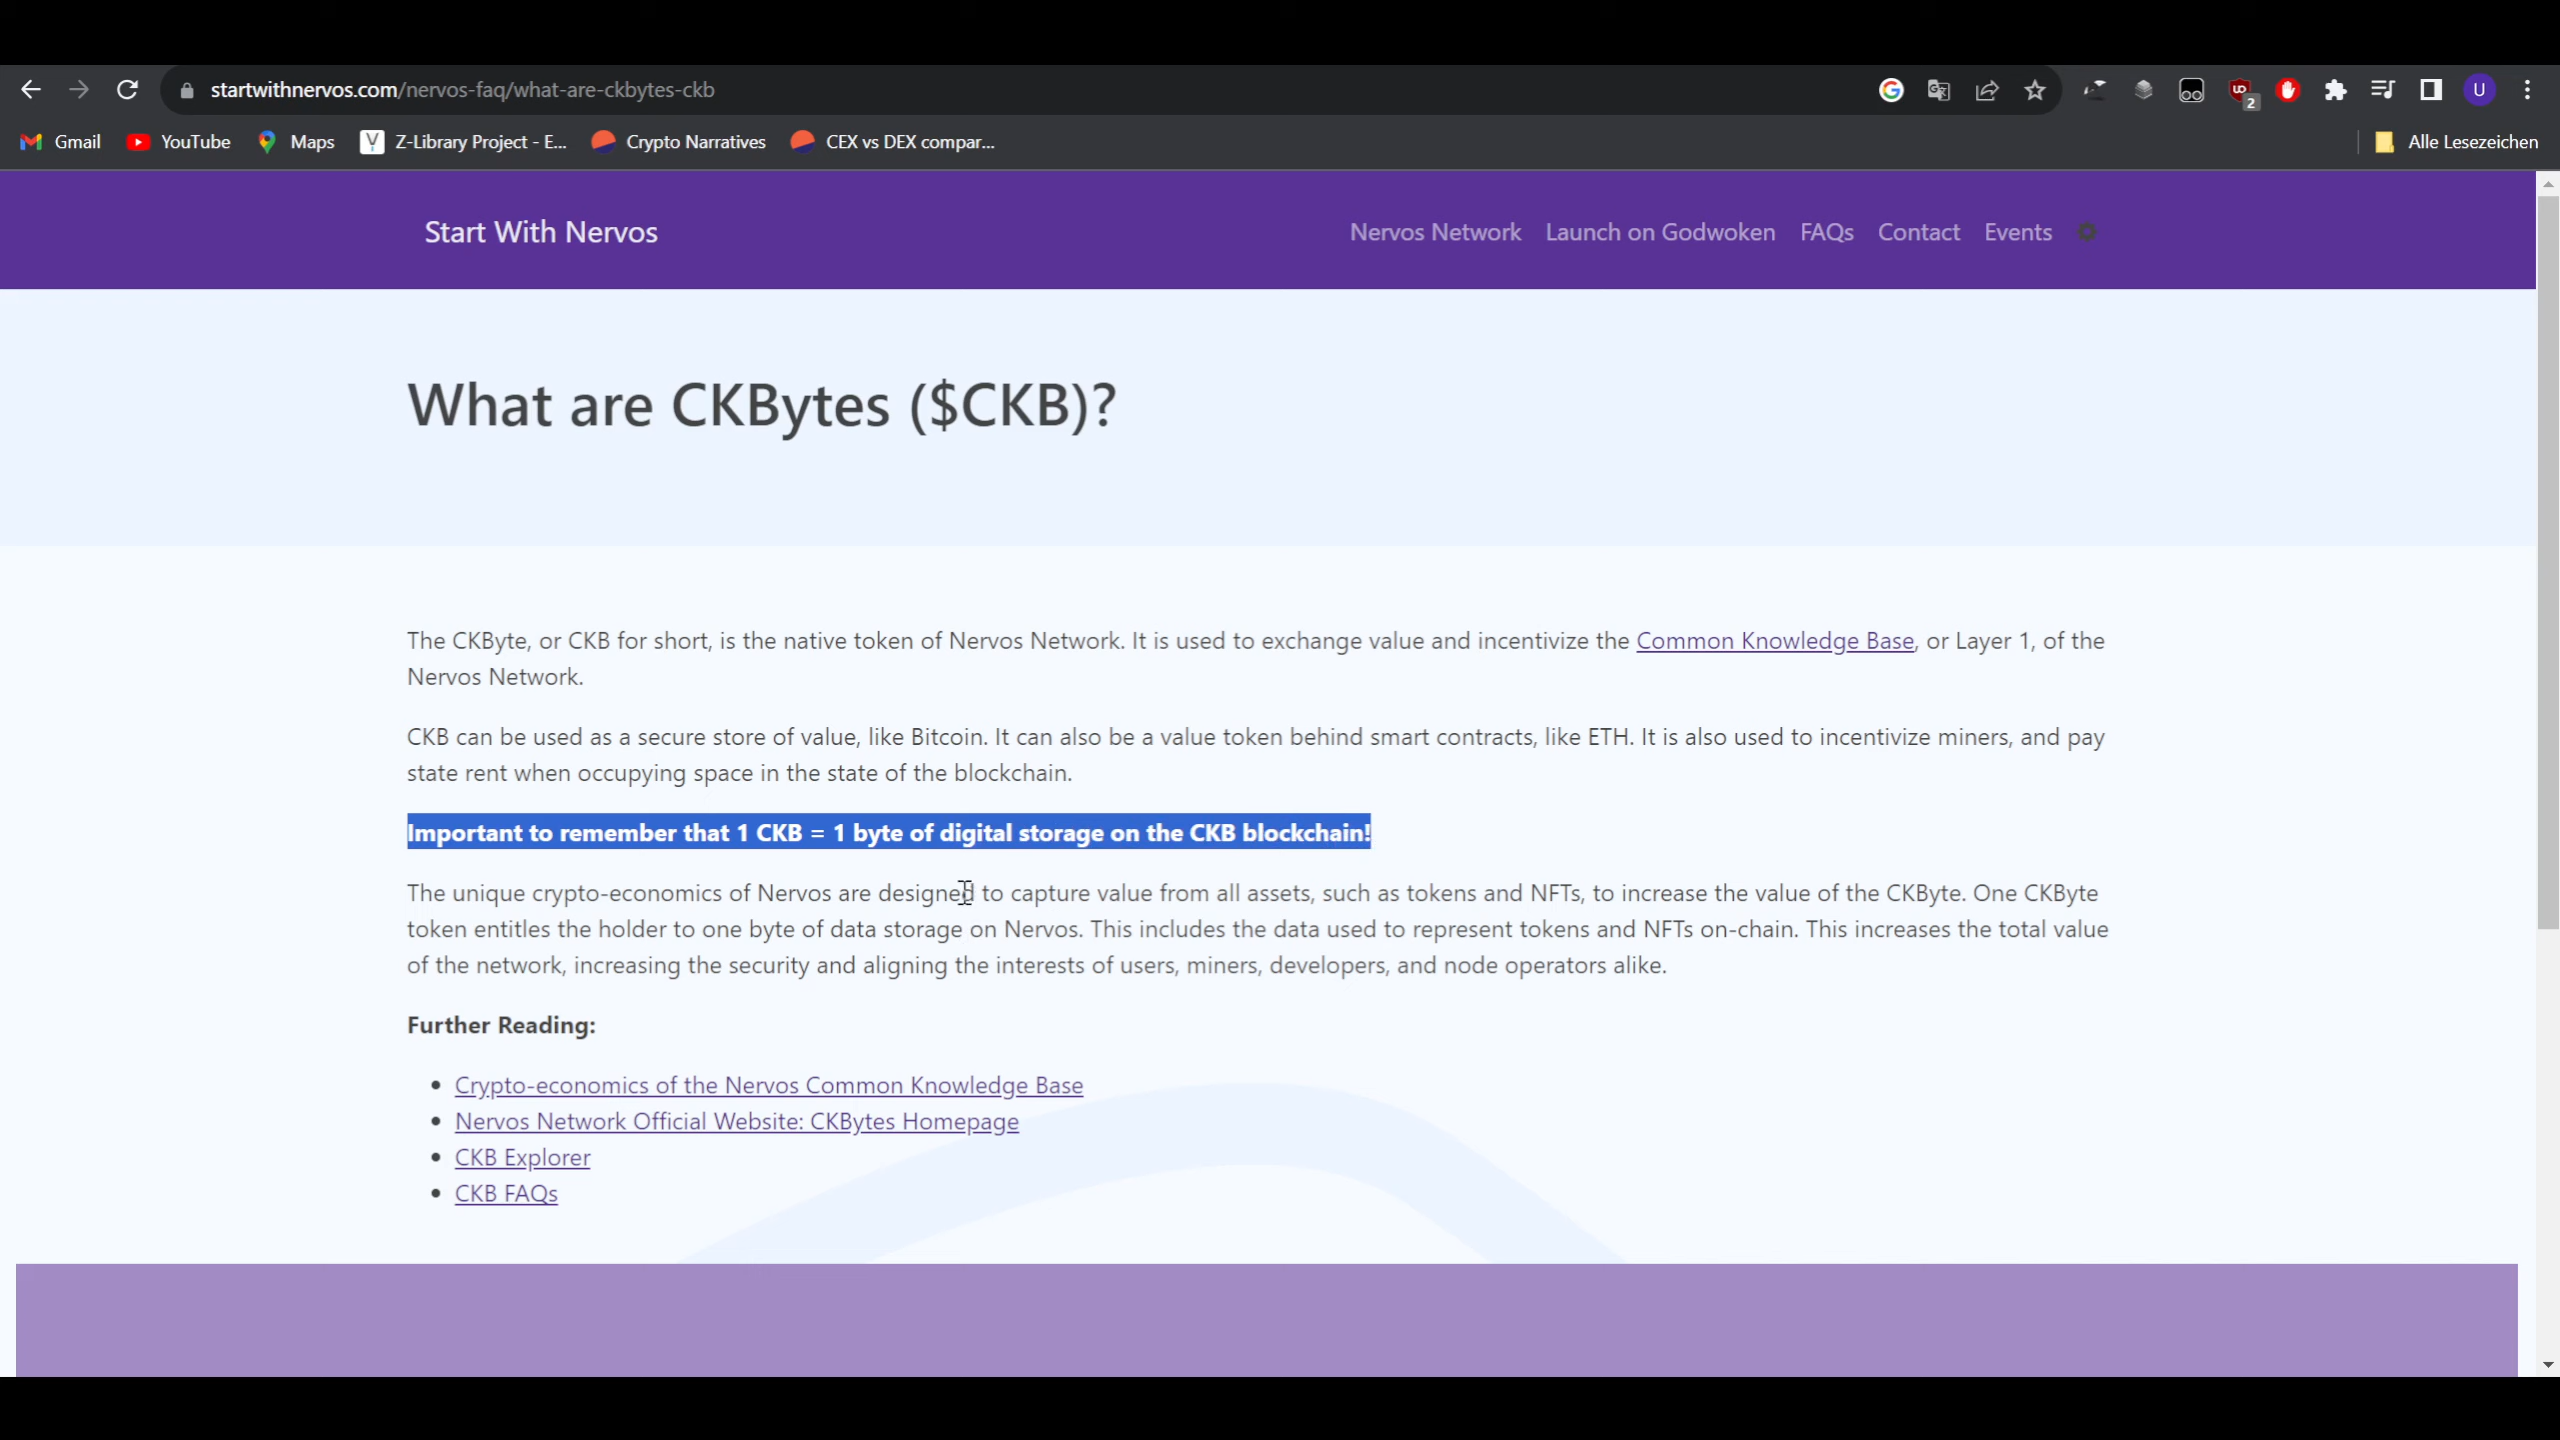 startwithnervos.com/nervos-faq/what-are-ckbytes-ckb
2
U
Gmail
YouTube
Maps
Z-Library Project - E...
Crypto Narratives
CEX vs DEX compar...
Alle Lesezeichen
Start With Nervos
Nervos Network
Launch on Godwoken
FAQs
Contact
Events
What are CKBytes ($CKB)?
The CKByte, or CKB for short, is the native token of Nervos Network. It is used to exchange value and incentivize the Common Knowledge Base, or Layer 1, of the
Nervos Network.
CKB can be used as a secure store of value, like Bitcoin. It can also be a value token behind smart contracts, like ETH. It is also used to incentivize miners, and pay
state rent when occupying space in the state of the blockchain.
Important to remember that 1 CKB = 1 byte of digital storage on the CKB blockchain!
The unique crypto-economics of Nervos are designed to capture value from all assets, such as tokens and NFTs, to increase the value of the CKByte. One CKByte
token entitles the holder to one byte of data storage on Nervos. This includes the data used to represent tokens and NFTs on-chain. This increases the total value
of the network, increasing the security and aligning the interests of users, miners, developers, and node operators alike.
Further Reading:
Crypto-economics of the Nervos Common Knowledge Base
Nervos Network Official Website: CKBytes Homepage
CKB Explorer
CKB FAQs